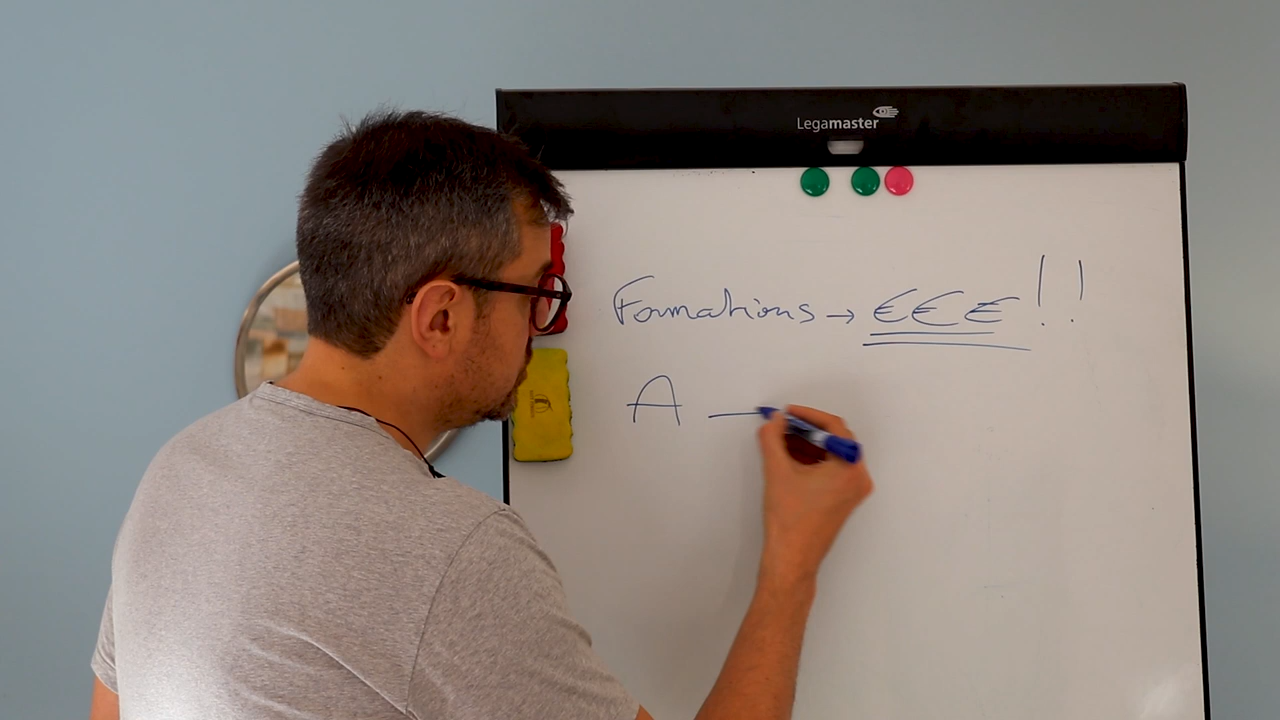 Legamaster
Formations → €€€!!
A —